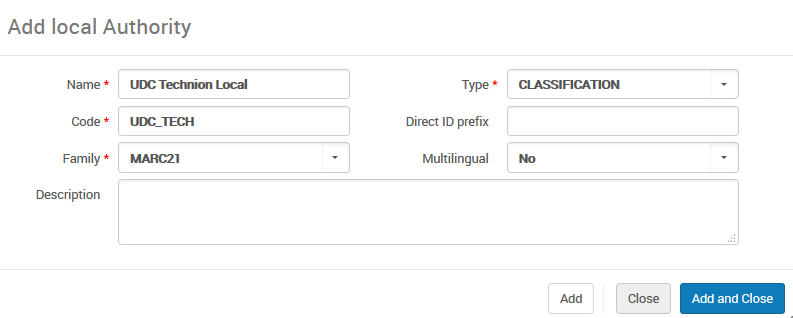 Add local Authority
Name * UDC Technion Local Type * CLASSIFICATION
Code * UDC_TECH Direct ID prefix
Family * MARC21 Multilingual No
Description
Add Close Add and Close